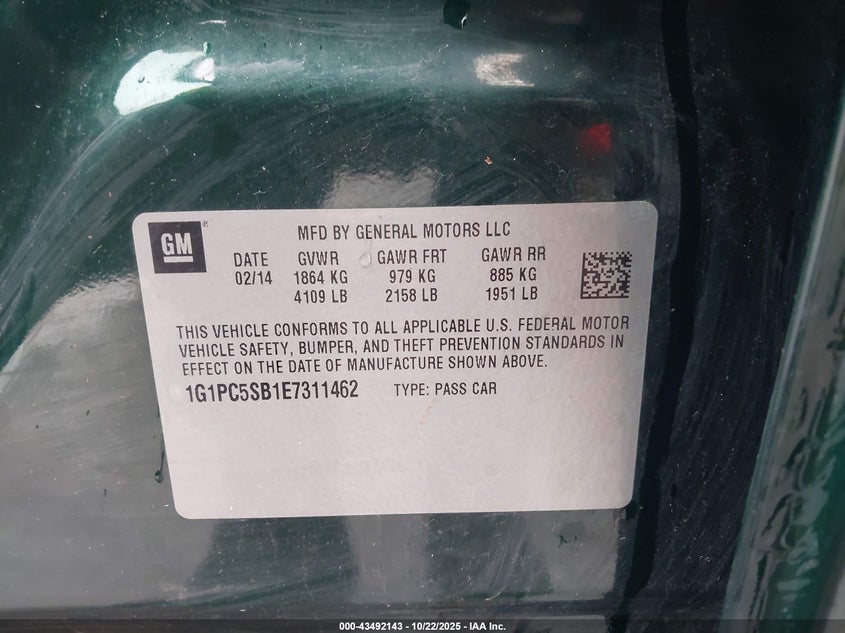 GM
MFD BY GENERAL MOTORS LLC
DATE GVWR GAWR FRT GAWR RR
02/14 1864 KG 979 KG 885 KG
4109 LB 2158 LB 1951 LB
THIS VEHICLE CONFORMS TO ALL APPLICABLE U.S. FEDERAL MOTOR
VEHICLE SAFETY, BUMPER, AND THEFT PREVENTION STANDARDS IN
EFFECT ON THE DATE OF MANUFACTURE SHOWN ABOVE.
1G1PC5SB1E7311462 TYPE: PASS CAR
000-43492143 - 10/22/2025 - IAA Inc.